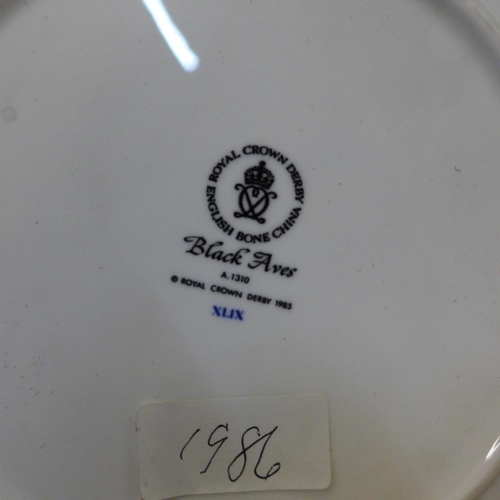 ROYAL CROWN DERBY
ENGLISH BONE CHINA
Black Aves
A.1310
© ROYAL CROWN DERBY 1985
XLIX
1986